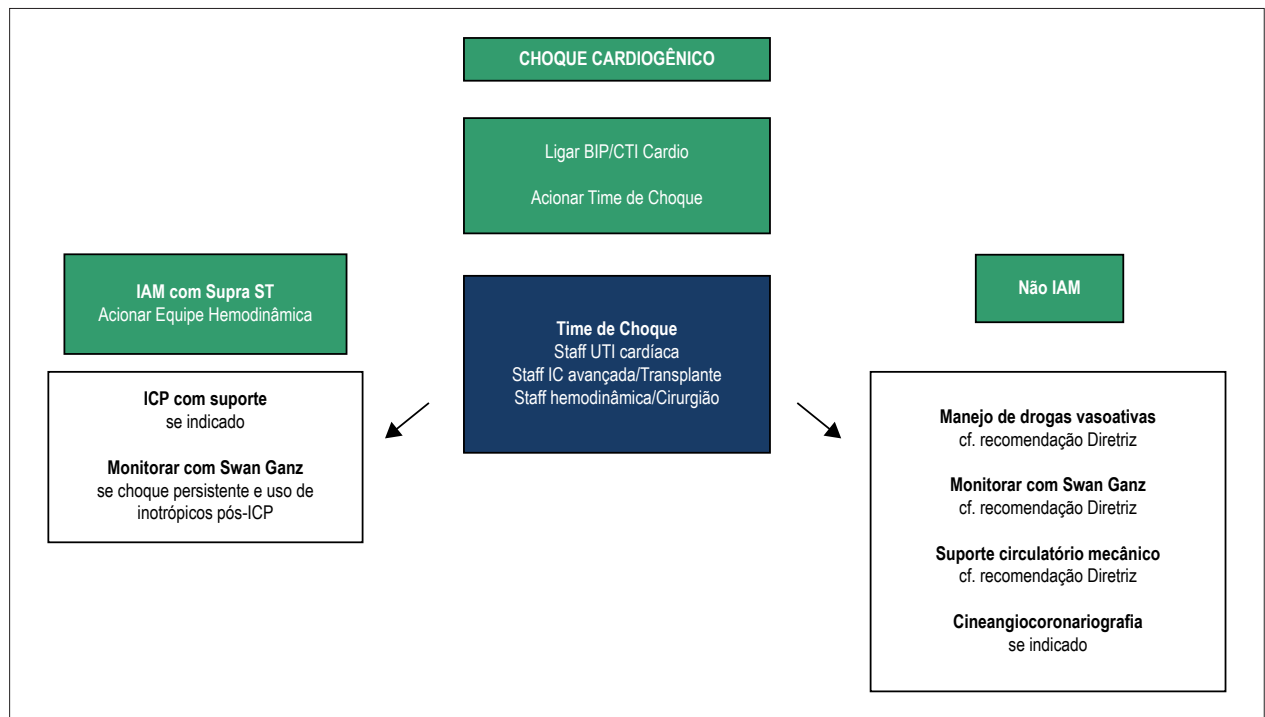 CHOQUE CARDIOGÊNICO
Ligar BIP/CTI Cardio
Acionar Time de Choque
IAM com Supra ST
Acionar Equipe Hemodinâmica
Time de Choque
Staff UTI cardíaca
Staff IC avançada/Transplante
Staff hemodinâmica/Cirurgião
Não IAM
ICP com suporte
se indicado
Monitorar com Swan Ganz
se choque persistente e uso de
inotrópicos pós-ICP
Manejo de drogas vasoativas
cf. recomendação Diretriz
Monitorar com Swan Ganz
cf. recomendação Diretriz
Suporte circulatório mecânico
cf. recomendação Diretriz
Cineangiocoronariografia
se indicado